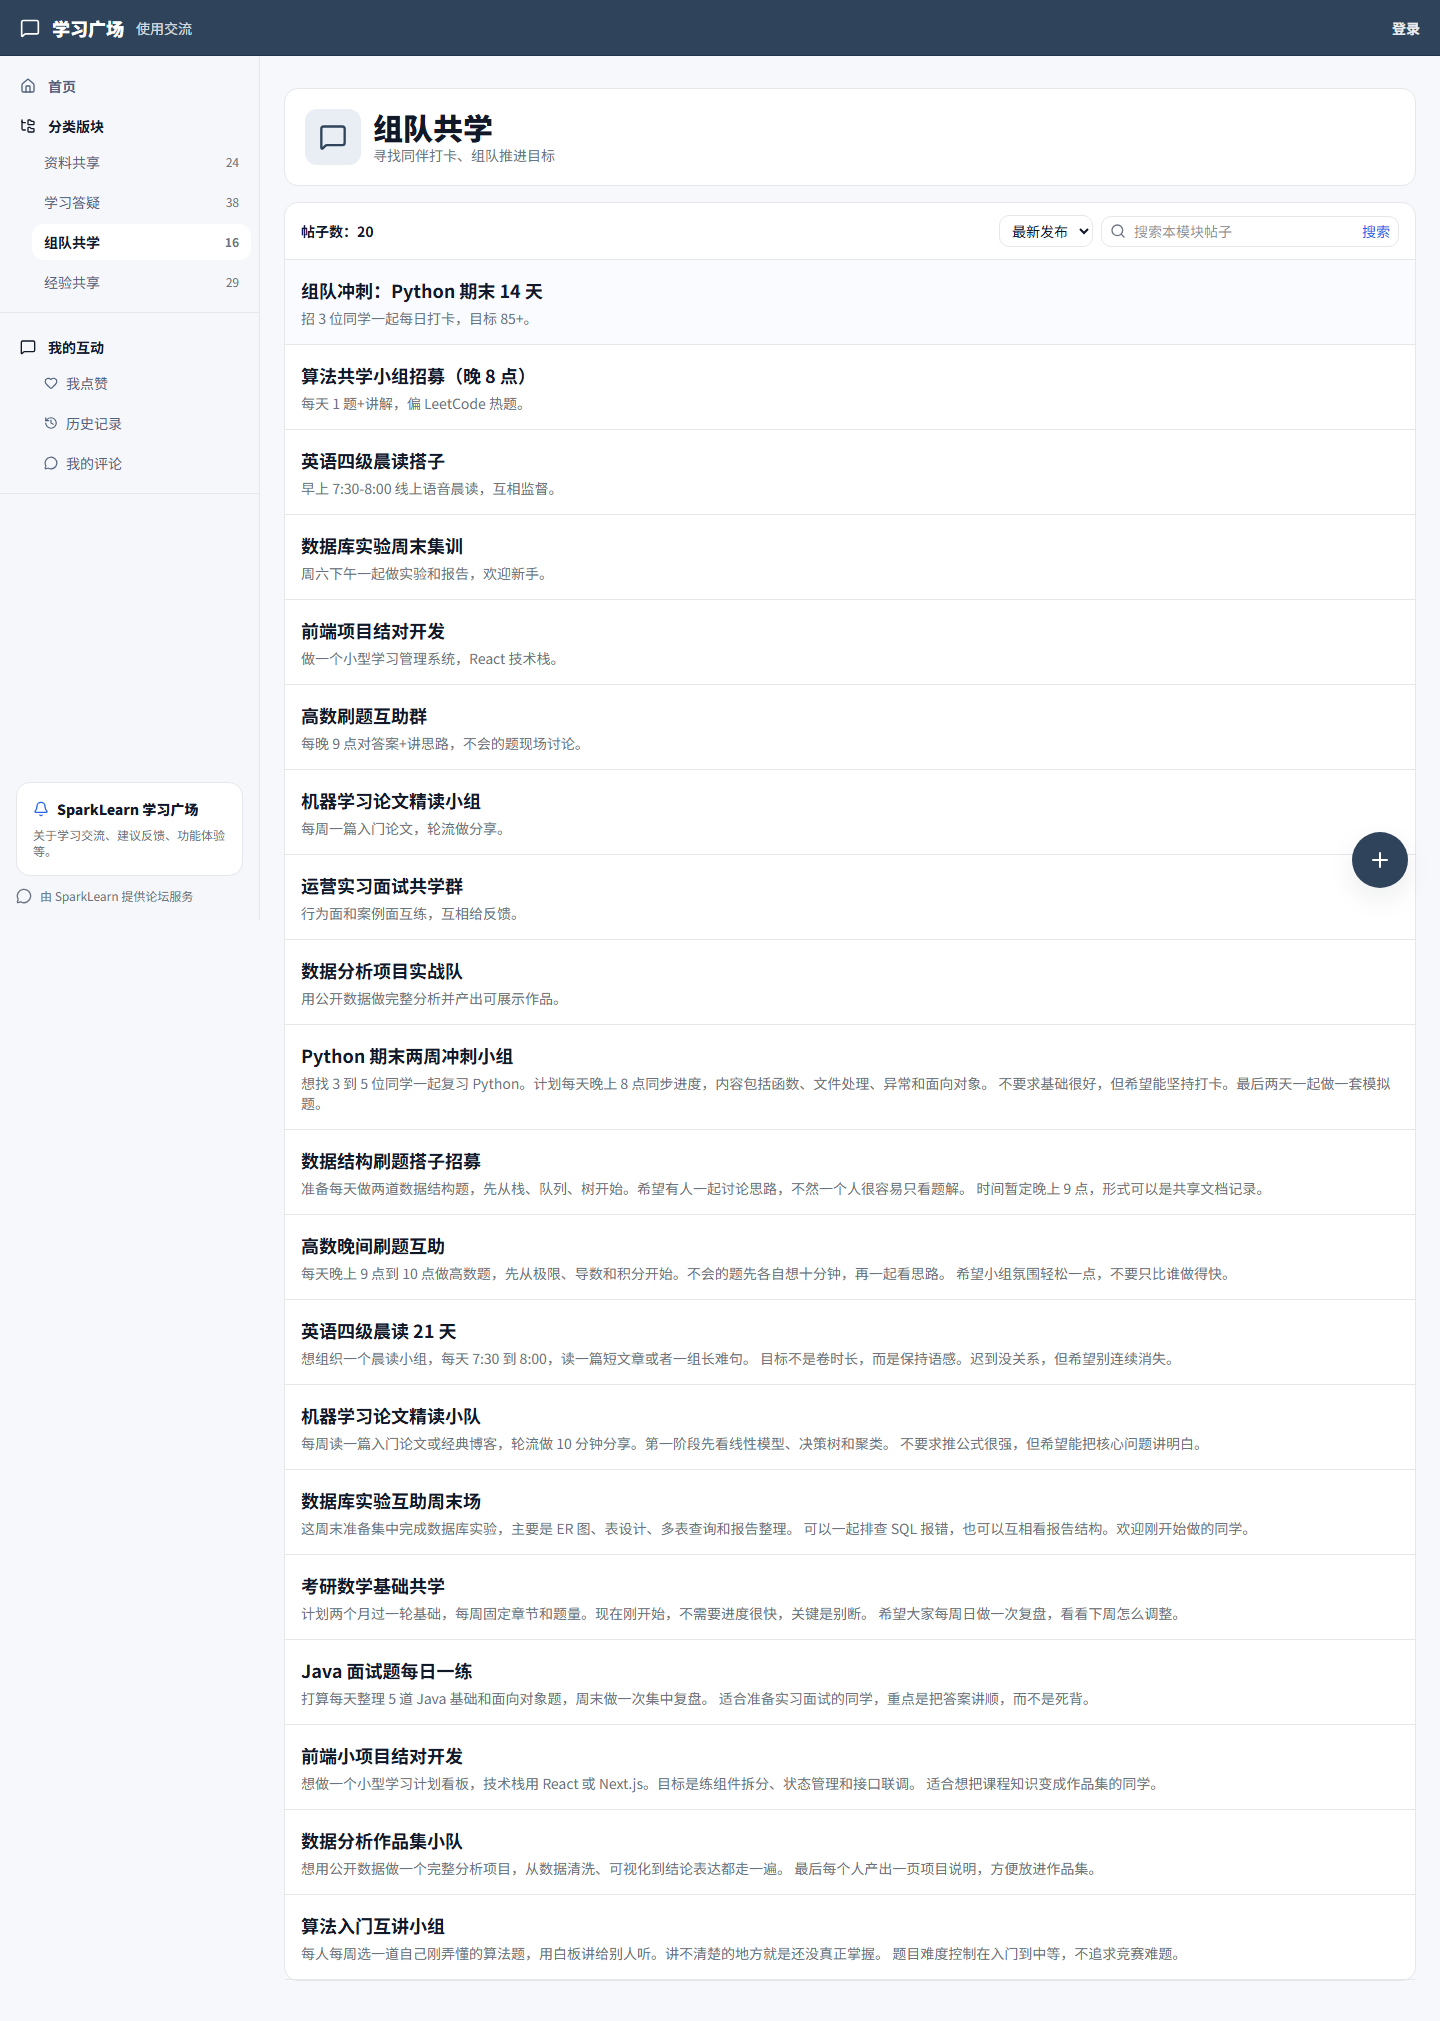 学习广场 使用交流
登录
首页
分类版块
资料共享 24
学习答疑 38
组队共学 16
经验共享 29
我的互动
我点赞
历史记录
我的评论
SparkLearn 学习广场
关于学习交流、建议反馈、功能体验
等。
由 SparkLearn 提供论坛服务
组队共学
寻找同伴打卡、组队推进目标
帖子数：20
最新发布
搜索本模块帖子
搜索
组队冲刺：Python 期末 14 天
招 3 位同学一起每日打卡，目标 85+。
算法共学小组招募（晚 8 点）
每天 1 题+讲解，偏 LeetCode 热题。
英语四级晨读搭子
早上 7:30-8:00 线上语音晨读，互相监督。
数据库实验周末集训
周六下午一起做实验和报告，欢迎新手。
前端项目结对开发
做一个小型学习管理系统，React 技术栈。
高数刷题互助群
每晚 9 点对答案+讲思路，不会的题现场讨论。
机器学习论文精读小组
每周一篇入门论文，轮流做分享。
运营实习面试共学群
行为面和案例面互练，互相给反馈。
数据分析项目实战队
用公开数据做完整分析并产出可展示作品。
Python 期末两周冲刺小组
想找 3 到 5 位同学一起复习 Python。计划每天晚上 8 点同步进度，内容包括函数、文件处理、异常和面向对象。 不要求基础很好，但希望能坚持打卡。最后两天一起做一套模拟
题。
数据结构刷题搭子招募
准备每天做两道数据结构题，先从栈、队列、树开始。希望有人一起讨论思路，不然一个人很容易只看题解。 时间暂定晚上 9 点，形式可以是共享文档记录。
高数晚间刷题互助
每天晚上 9 点到 10 点做高数题，先从极限、导数和积分开始。不会的题先各自想十分钟，再一起看思路。 希望小组氛围轻松一点，不要只比谁做得快。
英语四级晨读 21 天
想组织一个晨读小组，每天 7:30 到 8:00，读一篇短文章或者一组长难句。 目标不是卷时长，而是保持语感。迟到没关系，但希望别连续消失。
机器学习论文精读小队
每周读一篇入门论文或经典博客，轮流做 10 分钟分享。第一阶段先看线性模型、决策树和聚类。 不要求推公式很强，但希望能把核心问题讲明白。
数据库实验互助周末场
这周末准备集中完成数据库实验，主要是 ER 图、表设计、多表查询和报告整理。 可以一起排查 SQL 报错，也可以互相看报告结构。欢迎刚开始做的同学。
考研数学基础共学
计划两个月过一轮基础，每周固定章节和题量。现在刚开始，不需要进度很快，关键是别断。 希望大家每周日做一次复盘，看看下周怎么调整。
Java 面试题每日一练
打算每天整理 5 道 Java 基础和面向对象题，周末做一次集中复盘。 适合准备实习面试的同学，重点是把答案讲顺，而不是死背。
前端小项目结对开发
想做一个小型学习计划看板，技术栈用 React 或 Next.js。目标是练组件拆分、状态管理和接口联调。 适合想把课程知识变成作品集的同学。
数据分析作品集小队
想用公开数据做一个完整分析项目，从数据清洗、可视化到结论表达都走一遍。 最后每个人产出一页项目说明，方便放进作品集。
算法入门互讲小组
每人每周选一道自己刚弄懂的算法题，用白板讲给别人听。讲不清楚的地方就是还没真正掌握。 题目难度控制在入门到中等，不追求竞赛难题。